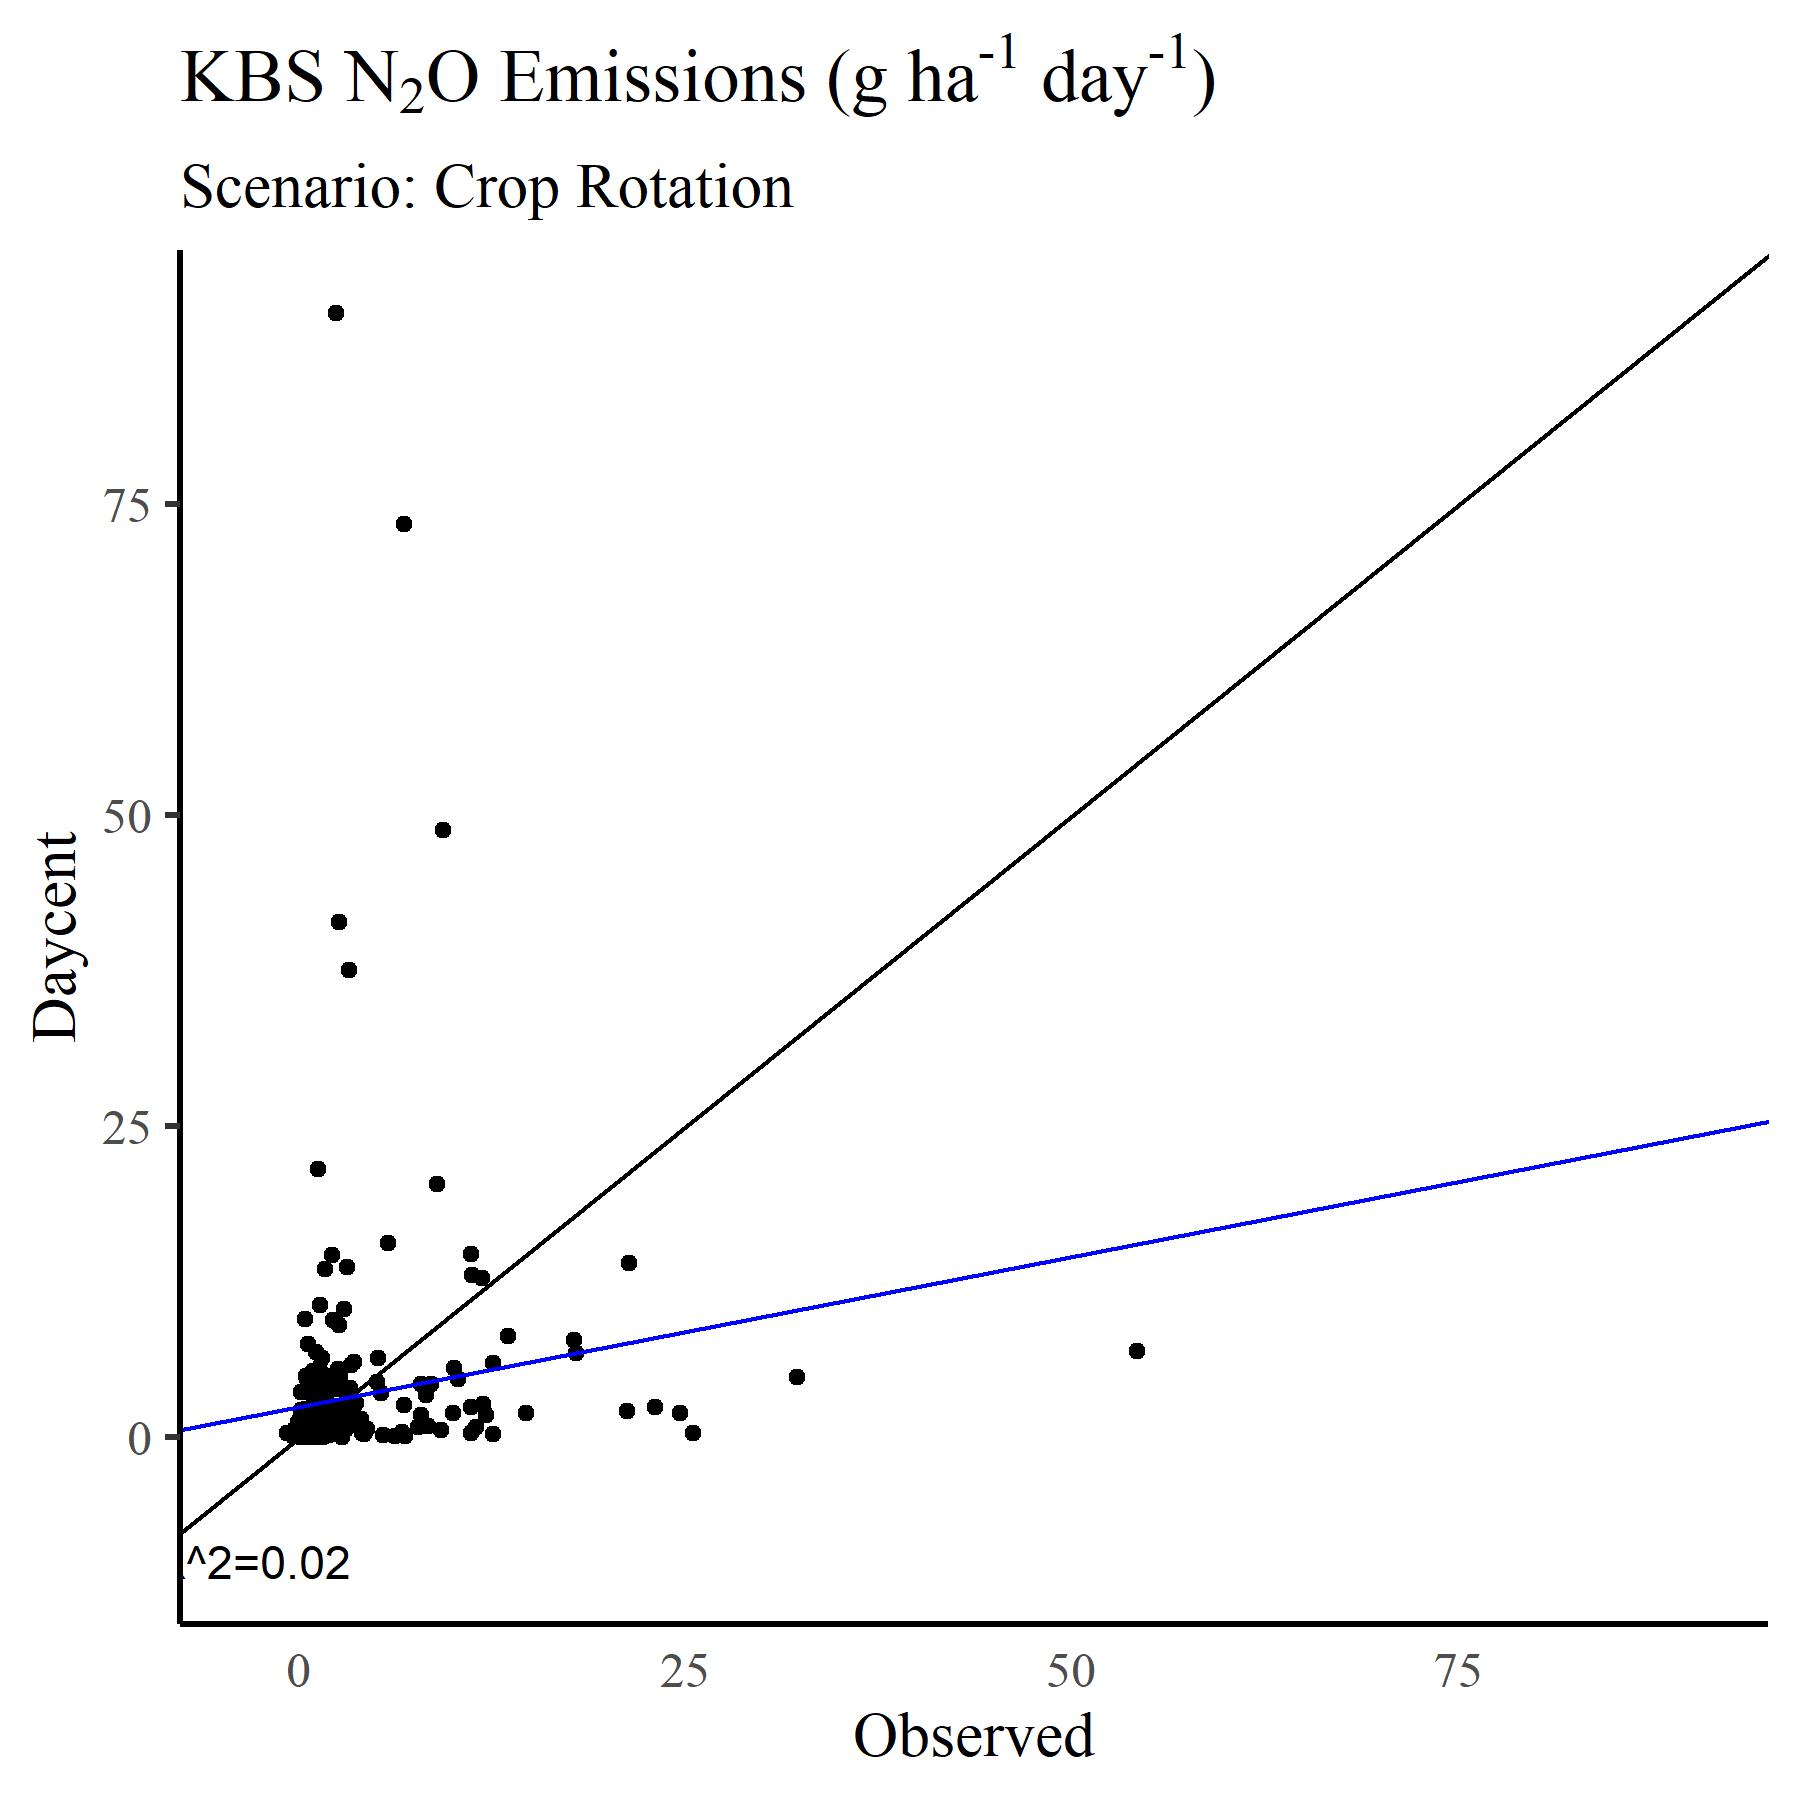 KBS N₂O Emissions (g ha⁻¹ day⁻¹)
Scenario: Crop Rotation
Daycent
75
50
25
0
^2=0.02
0 25 50 75
Observed